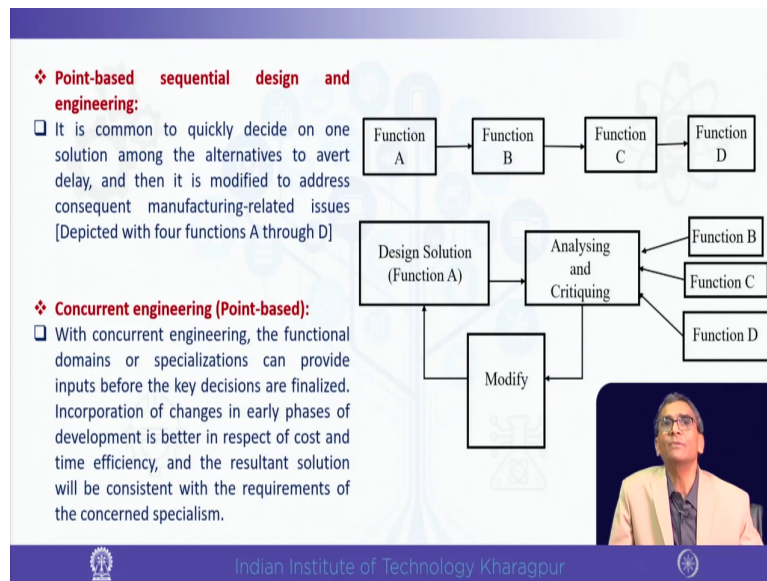 ❖ Point-based sequential design and
engineering:
❑ It is common to quickly decide on one
solution among the alternatives to avert
delay, and then it is modified to address
consequent manufacturing-related issues
[Depicted with four functions A through D]
Function
A
Function
B
Function
C
Function
D
❖ Concurrent engineering (Point-based):
❑ With concurrent engineering, the functional
domains or specializations can provide
inputs before the key decisions are finalized.
Incorporation of changes in early phases of
development is better in respect of cost and
time efficiency, and the resultant solution
will be consistent with the requirements of
the concerned specialism.
Design Solution
(Function A)
Analysing
and
Critiquing
Function B
Function C
Function D
Modify
Indian Institute of Technology Kharagpur